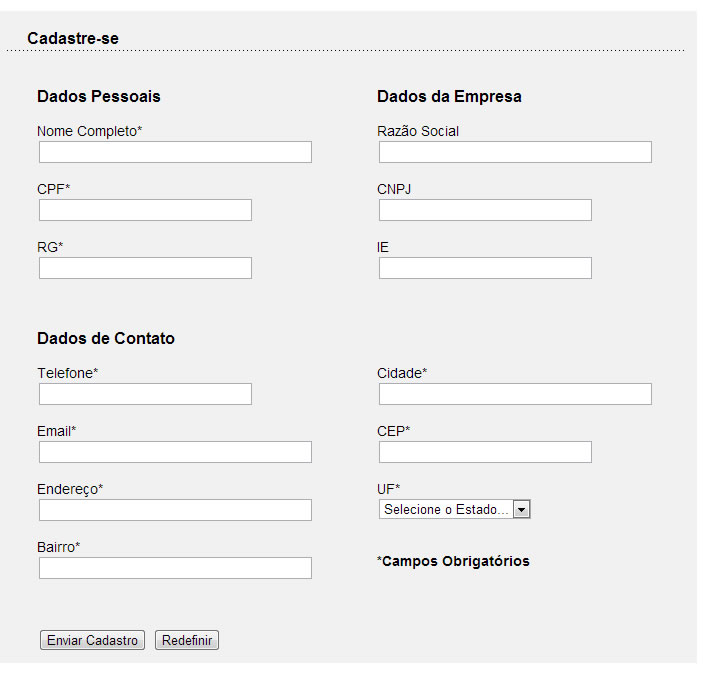 Cadastre-se
Dados Pessoais
Nome Completo*
CPF*
RG*
Dados da Empresa
Razão Social
CNPJ
IE
Dados de Contato
Telefone*
Email*
Endereço*
Bairro*
Cidade*
CEP*
UF*
Selecione o Estado...
*Campos Obrigatórios
Enviar Cadastro
Redefinir